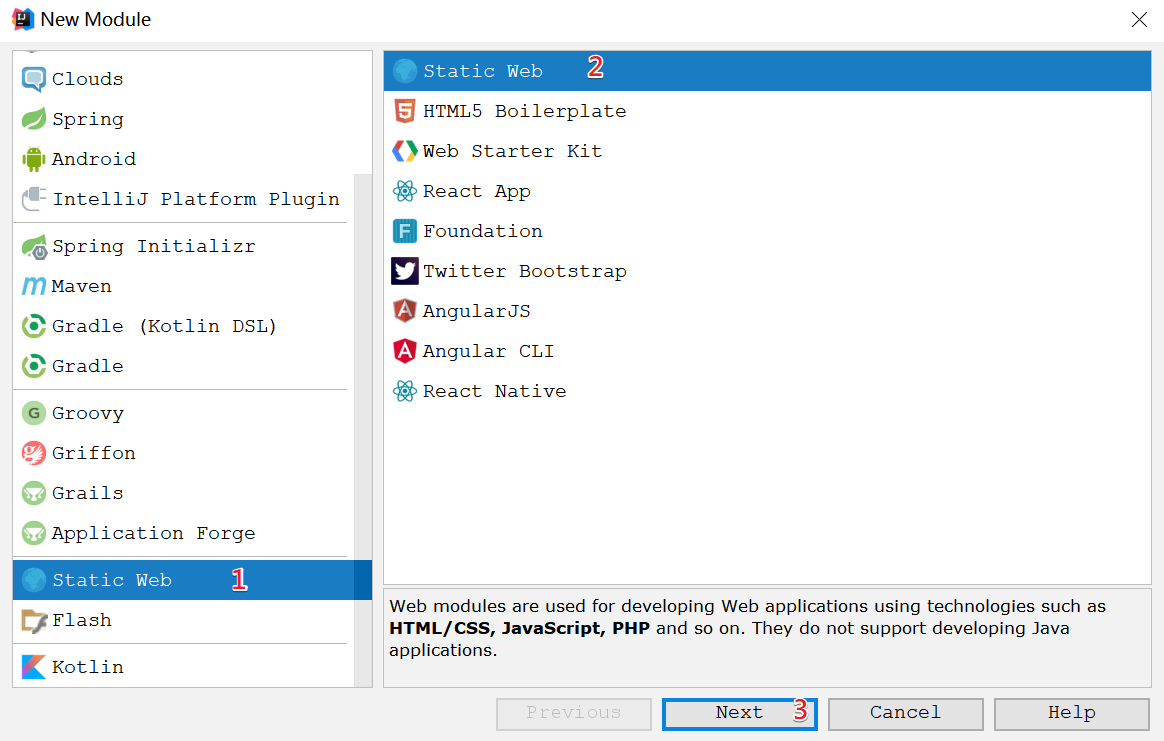 New Module
Clouds
Spring
Android
IntelliJ Platform Plugin
Spring Initializr
Maven
Gradle (Kotlin DSL)
Gradle
Groovy
Griffon
Grails
Application Forge
Static Web 1
Flash
Kotlin
Static Web 2
HTML5 Boilerplate
Web Starter Kit
React App
Foundation
Twitter Bootstrap
AngularJS
Angular CLI
React Native
Web modules are used for developing Web applications using technologies such as
HTML/CSS, JavaScript, PHP and so on. They do not support developing Java
applications.
Previous
Next 3
Cancel
Help